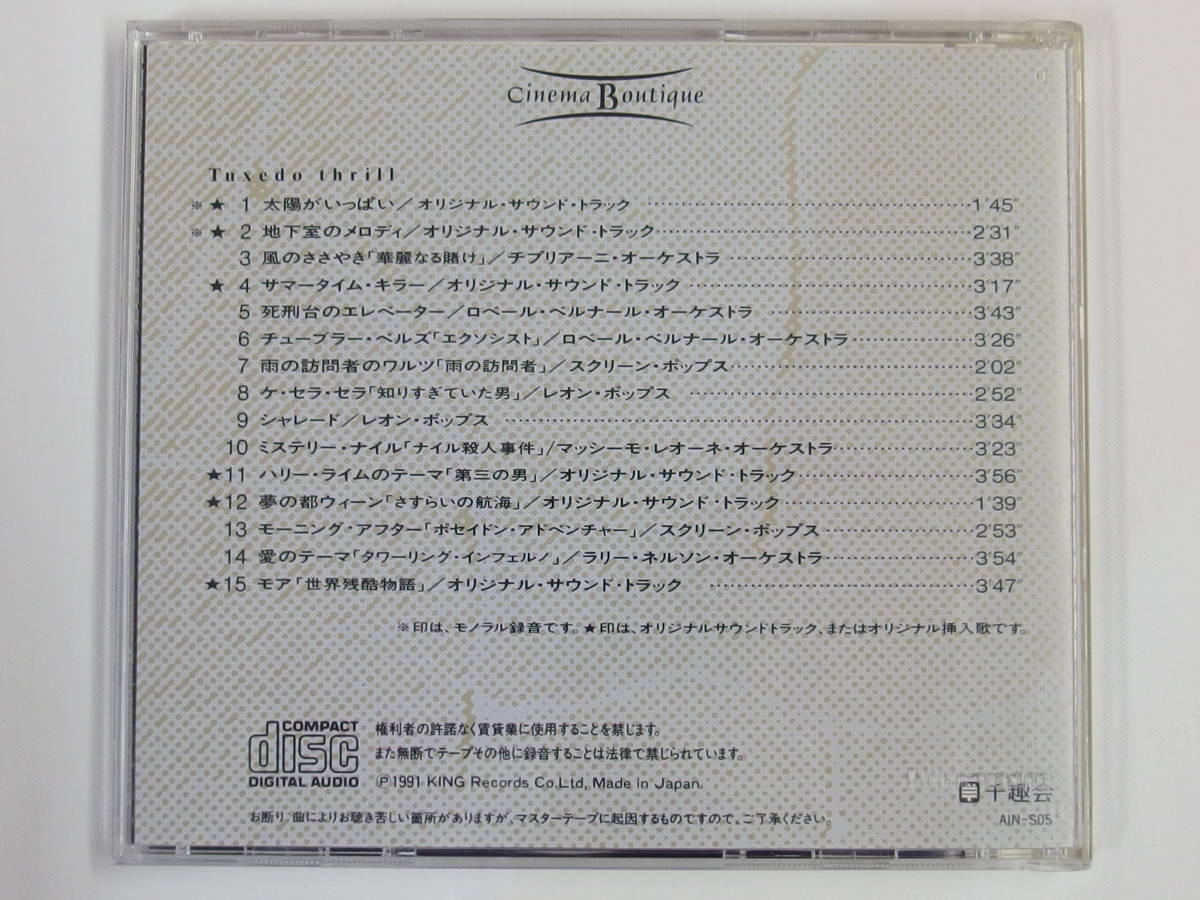 Cinema Boutique
Tuxedo thrill
※ ★ 1 太陽がいっぱい／オリジナル・サウンド・トラック ………………………………1'45"
※ ★ 2 地下室のメロディ／オリジナル・サウンド・トラック………………………………2'31"
3 風のささやき「華麗なる賭け」／チプリアーニ・オーケストラ………………………3'38"
★ 4 サマータイム・キラー／オリジナル・サウンド・トラック………………………………3'17"
5 死刑台のエレベーター／ロベール・ベルナール・オーケストラ ……………………3'43"
6 チューブラー・ベルズ「エクソシスト」／ロベール・ベルナール・オーケストラ…………3'26"
7 雨の訪問者のワルツ「雨の訪問者」／スクリーン・ポップス………………………2'02"
8 ケ・セラ・セラ「知りすぎていた男」／レオン・ポップス ……………………………2'52"
9 シャレード／レオン・ポップス ………………………………………………3'34"
10 ミステリー・ナイル「ナイル殺人事件」／マッシーモ・レオーネ・オーケストラ……………3'23"
★11 ハリー・ライムのテーマ「第三の男」／オリジナル・サウンド・トラック…………………3'56"
★12 夢の都ウィーン「さすらいの航海」／オリジナル・サウンド・トラック…………………1'39"
13 モーニング・アフター「ポセイドン・アドベンチャー」／スクリーン・ポップス……………2'53"
14 愛のテーマ「タワーリング・インフェルノ」／ラリー・ネルソン・オーケストラ……………3'54"
★15 モア「世界残酷物語」／オリジナル・サウンド・トラック ……………………………3'47"
※印は、モノラル録音です。★印は、オリジナルサウンドトラック、またはオリジナル挿入歌です。
COMPACT disc DIGITAL AUDIO
権利者の許諾なく賃貸業に使用することを禁じます。
また無断でテープその他に録音することは法律で禁じられています。
Ⓟ1991 KING Records Co.Ltd, Made in Japan.
千趣会
お断り：曲によりお聴き苦しい箇所がありますが、マスターテープに起因するものですので、ご了承ください。
AIN-S05